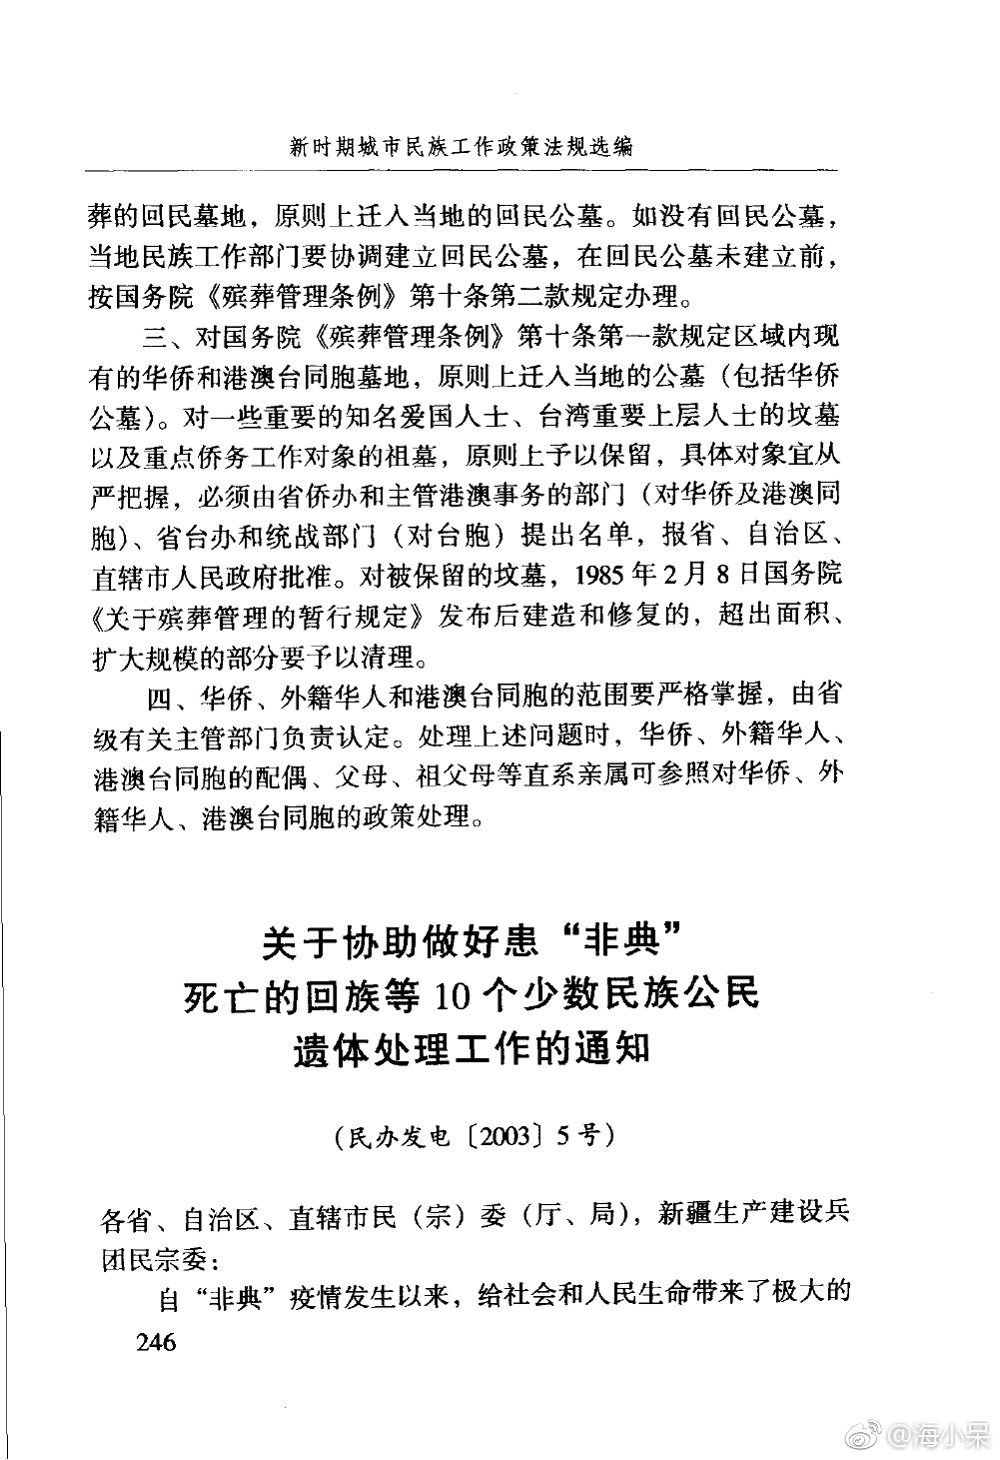 新时期城市民族工作政策法规选编
葬的回民墓地，原则上迁入当地的回民公墓。如没有回民公墓，
当地民族工作部门要协调建立回民公墓，在回民公墓未建立前，
按国务院《殡葬管理条例》第十条第二款规定办理。
三、对国务院《殡葬管理条例》第十条第一款规定区域内现
有的华侨和港澳台同胞墓地，原则上迁入当地的公墓（包括华侨
公墓）。对一些重要的知名爱国人士、台湾重要上层人士的坟墓
以及重点侨务工作对象的祖墓，原则上予以保留，具体对象宜从
严把握，必须由省侨办和主管港澳事务的部门（对华侨及港澳同
胞）、省台办和统战部门（对台胞）提出名单，报省、自治区、
直辖市人民政府批准。对被保留的坟墓，1985年2月8日国务院
《关于殡葬管理的暂行规定》发布后建造和修复的，超出面积、
扩大规模的部分要予以清理。
四、华侨、外籍华人和港澳台同胞的范围要严格掌握，由省
级有关主管部门负责认定。处理上述问题时，华侨、外籍华人、
港澳台同胞的配偶、父母、祖父母等直系亲属可参照对华侨、外
籍华人、港澳台同胞的政策处理。
关于协助做好患“非典”
死亡的回族等10个少数民族公民
遗体处理工作的通知
（民办发电〔2003〕5号）
各省、自治区、直辖市民（宗）委（厅、局），新疆生产建设兵
团民宗委：
自“非典”疫情发生以来，给社会和人民生命带来了极大的
246
@海小呆